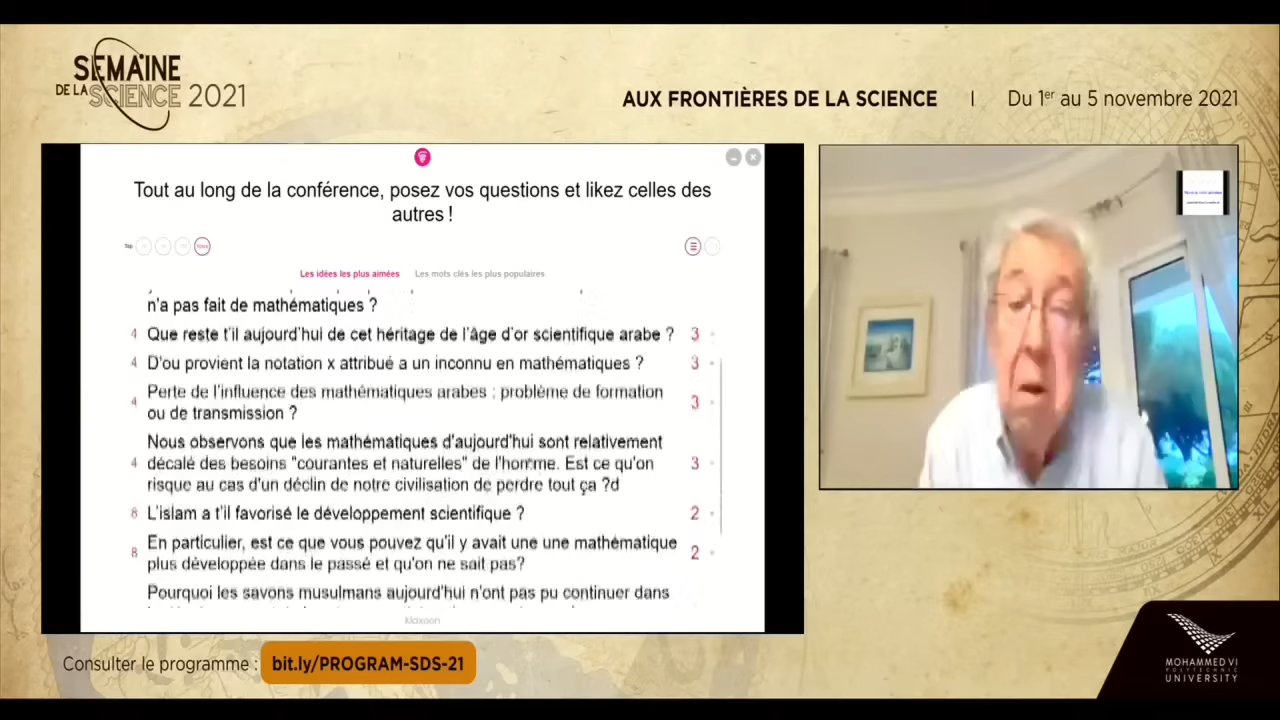 SEMAINE
DE LA SCIENCE 2021
AUX FRONTIÈRES DE LA SCIENCE | Du 1er au 5 novembre 2021
Tout au long de la conférence, posez vos questions et likez celles des
autres !
Top
Les idées les plus aimées Les mots clés les plus populaires
n'a pas fait de mathématiques ?
4 Que reste t'il aujourd'hui de cet héritage de l'âge d'or scientifique arabe ? 3
4 D'ou provient la notation x attribué a un inconnu en mathématiques ? 3
Perte de l'influence des mathématiques arabes : problème de formation
4 ou de transmission ? 3
Nous observons que les mathématiques d'aujourd'hui sont relativement
4 décalé des besoins "courantes et naturelles" de l'homme. Est ce qu'on 3
risque au cas d'un déclin de notre civilisation de perdre tout ça ?d
8 L'islam a t'il favorisé le développement scientifique ? 2
En particulier, est ce que vous pouvez qu'il y avait une une mathématique
8 plus développée dans le passé et qu'on ne sait pas? 2
Pourquoi les savons musulmans aujourd'hui n'ont pas pu continuer dans
Klaxoon
Consulter le programme : bit.ly/PROGRAM-SDS-21
MOHAMMED VI
POLYTECHNIC
UNIVERSITY